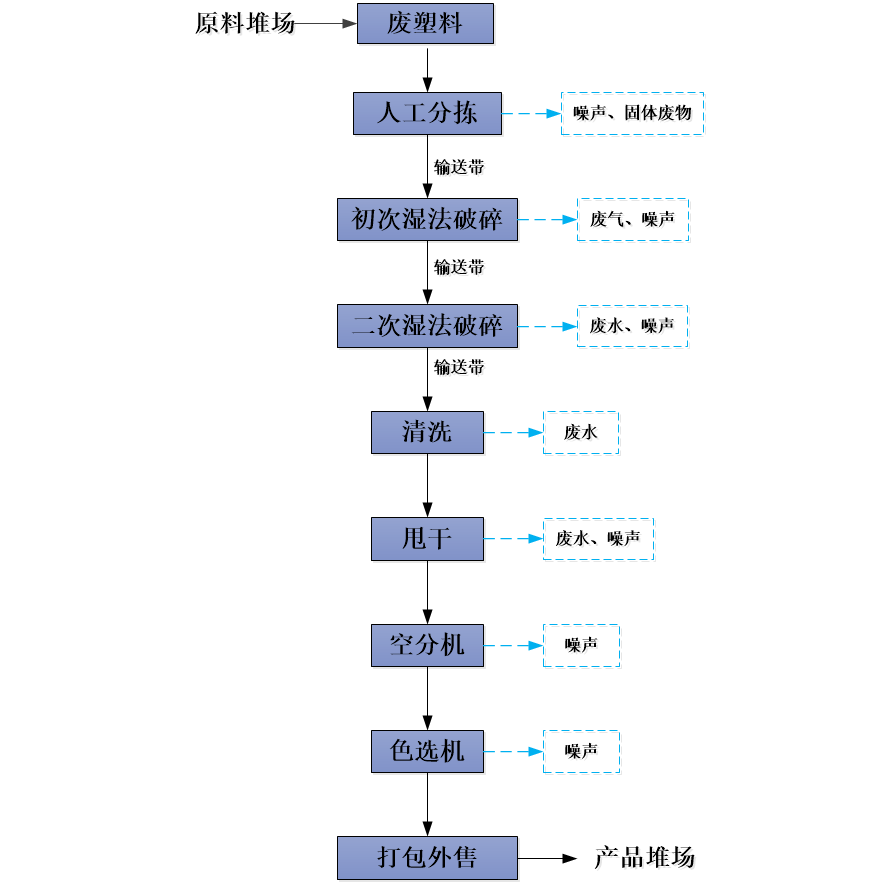 原料堆场
废塑料
人工分拣
噪声、固体废物
输送带
初次湿法破碎
废气、噪声
输送带
二次湿法破碎
废水、噪声
输送带
清洗
废水
甩干
废水、噪声
空分机
噪声
色选机
噪声
打包外售
产品堆场